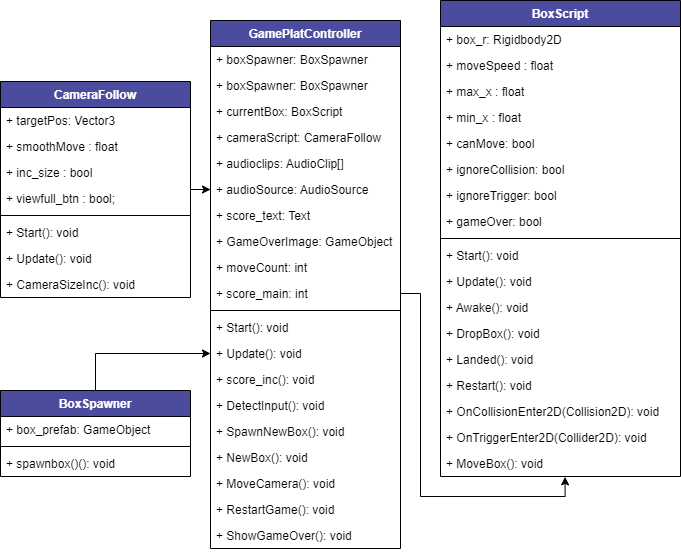 CameraFollow
+ targetPos: Vector3
+ smoothMove : float
+ inc_size : bool
+ viewfull_btn : bool;
+ Start(): void
+ Update(): void
+ CameraSizeInc(): void
BoxSpawner
+ box_prefab: GameObject
+ spawnbox()(): void
GamePlatController
+ boxSpawner: BoxSpawner
+ boxSpawner: BoxSpawner
+ currentBox: BoxScript
+ cameraScript: CameraFollow
+ audioclips: AudioClip[]
+ audioSource: AudioSource
+ score_text: Text
+ GameOverImage: GameObject
+ moveCount: int
+ score_main: int
+ Start(): void
+ Update(): void
+ score_inc(): void
+ DetectInput(): void
+ SpawnNewBox(): void
+ NewBox(): void
+ MoveCamera(): void
+ RestartGame(): void
+ ShowGameOver(): void
BoxScript
+ box_r: Rigidbody2D
+ moveSpeed : float
+ max_x : float
+ min_x : float
+ canMove: bool
+ ignoreCollision: bool
+ ignoreTrigger: bool
+ gameOver: bool
+ Start(): void
+ Update(): void
+ Awake(): void
+ DropBox(): void
+ Landed(): void
+ Restart(): void
+ OnCollisionEnter2D(Collision2D): void
+ OnTriggerEnter2D(Collider2D): void
+ MoveBox(): void